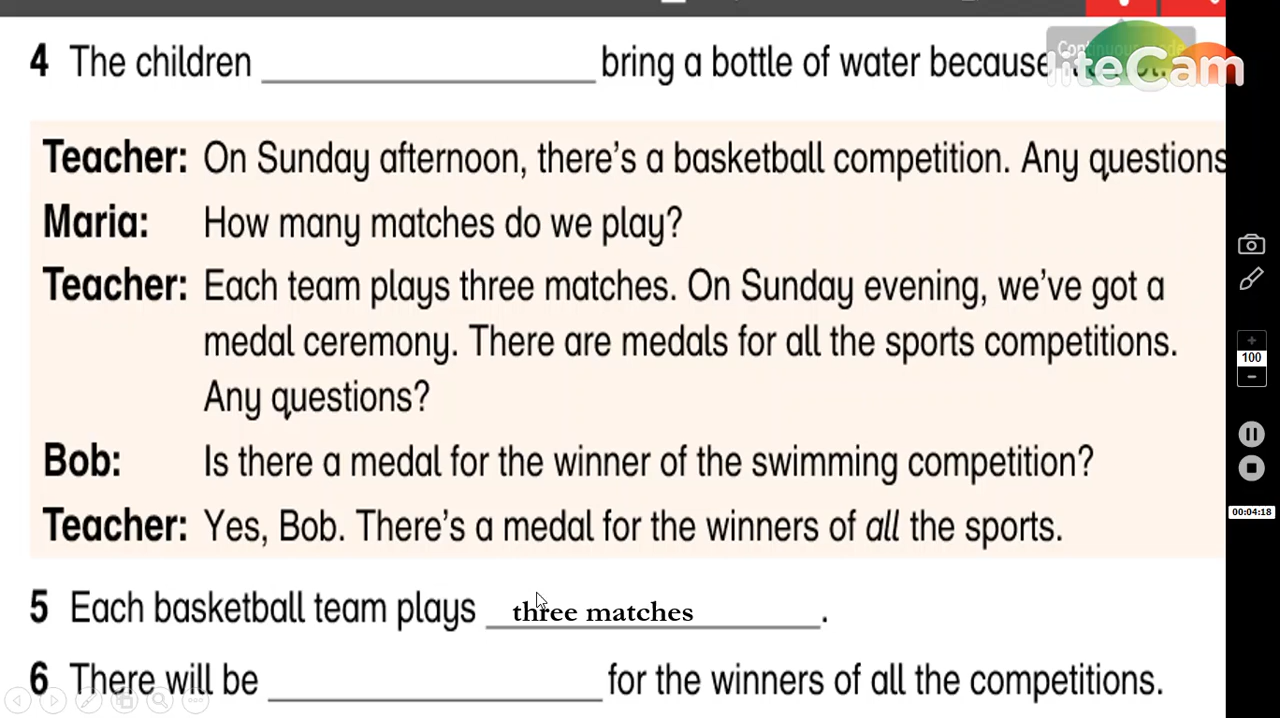 4 The children ____ bring a bottle of water because
liteCam
Teacher: On Sunday afternoon, there's a basketball competition. Any questions
Maria: How many matches do we play?
Teacher: Each team plays three matches. On Sunday evening, we've got a
medal ceremony. There are medals for all the sports competitions.
Any questions?
Bob: Is there a medal for the winner of the swimming competition?
Teacher: Yes, Bob. There's a medal for the winners of all the sports.
5 Each basketball team plays three matches.
6 There will be ____ for the winners of all the competitions.
100
00:04:18